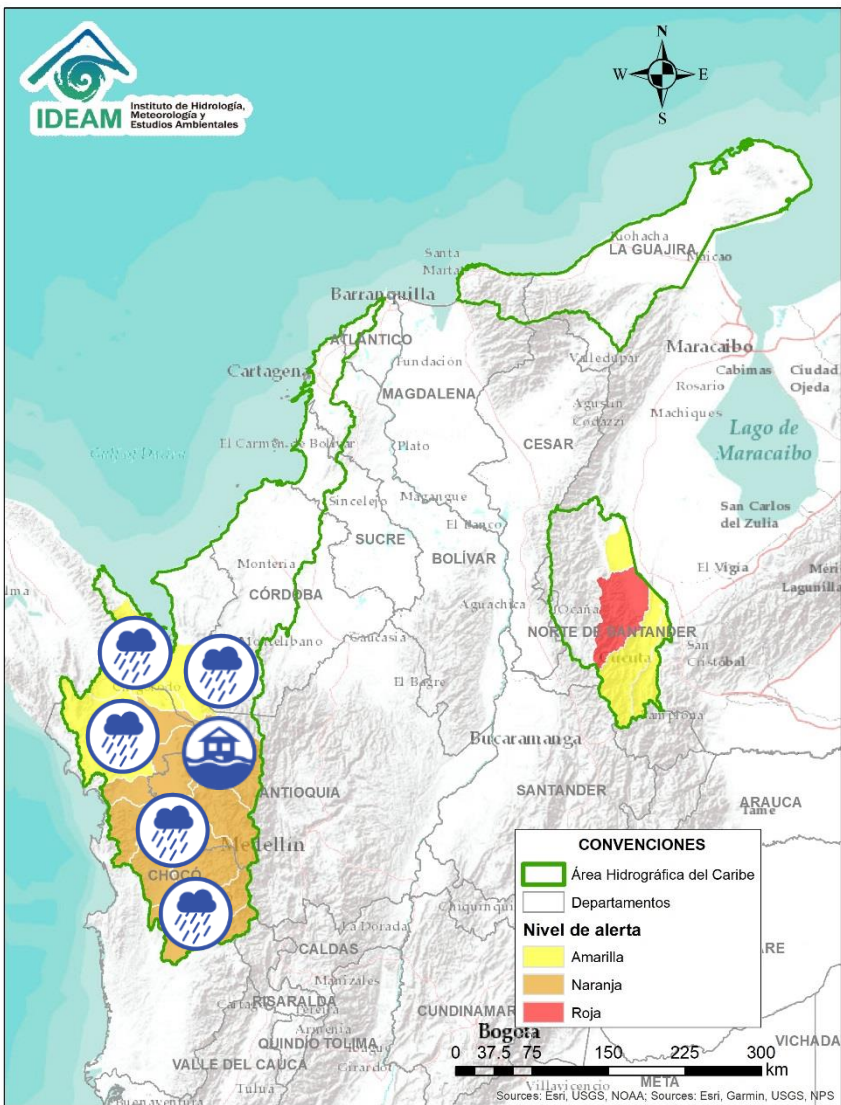 IDEAM
Instituto de Hidrología,
Meteorología y
Estudios Ambientales
N
W
E
S
Riohacha
LA GUAJIRA
Maicao
Santa
Marta
Barranquilla
ATLÁNTICO
Fundación
Valledupar
Maracaibo
Cabimas
Ciudad
Ojeda
Cartagena
MAGDALENA
Rosario
Agustín
Codazzi
Machiques
Lago de
Maracaibo
El Carmen de Bolívar
Plato
CESAR
Sincelejo
Magangue
San Carlos
del Zulia
El Banco
SUCRE
BOLÍVAR
Montería
El Vigía
CÓRDOBA
Aguachica
Ocaña
Montelíbano
Caucasia
NORTE DE SANTANDER
San
Cristóbal
Cúcuta
El Bagre
Pamplona
Bucaramanga
ANTIOQUIA
SANTANDER
ARAUCA
Tame
Medellín
CHOCÓ
La Dorada
CALDAS
Manizales
RISARALDA
Pereira
CUNDINAMAR
Armenia
Bogota
QUINDÍO
TOLIMA
Girardot
VALLE DEL CAUCA
Tuluá
Buenaventura
Villavicencio
META
VICHADA
CONVENCIONES
Área Hidrográfica del Caribe
Departamentos
Nivel de alerta
Amarilla
Naranja
Roja
0 37.5 75 150 225 300
km
Sources: Esri, USGS, NOAA; Sources: Esri, Garmin, USGS, NPS